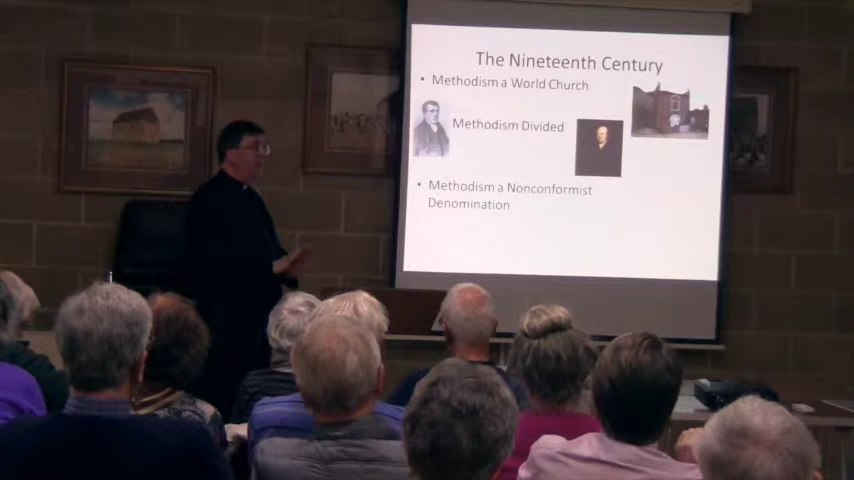 The Nineteenth Century
• Methodism a World Church
Methodism Divided
• Methodism a Nonconformist
Denomination